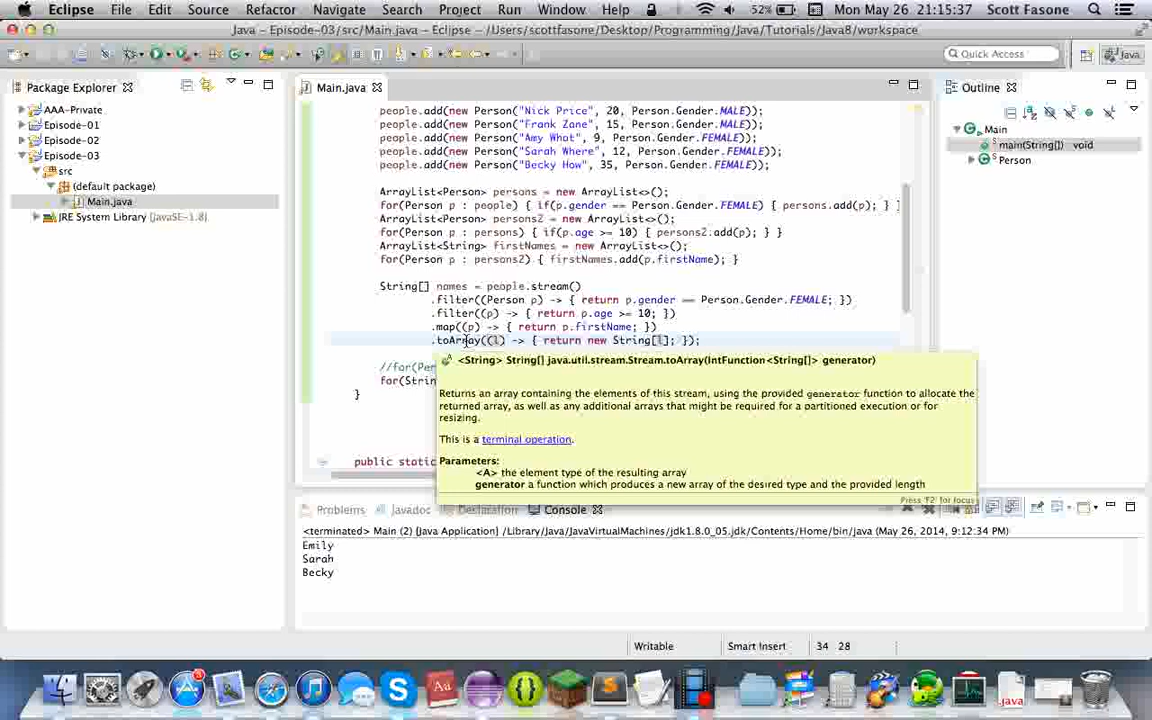 Eclipse File Edit Source Refactor Navigate Search Project Run Window Help 52% Mon May 26 21:15:37 Scott Fasone
Java – Episode-03/src/Main.java – Eclipse – /Users/scottfasone/Desktop/Programming/Java/Tutorials/Java8/workspace
Quick Access Java
Package Explorer
AAA-Private
Episode-01
Episode-02
Episode-03
src
(default package)
Main.java
JRE System Library [JavaSE-1.8]
Main.java
people.add(new Person("Nick Price", 20, Person.Gender.MALE));
people.add(new Person("Frank Zane", 15, Person.Gender.MALE));
people.add(new Person("Amy What", 9, Person.Gender.FEMALE));
people.add(new Person("Sarah Where", 12, Person.Gender.FEMALE));
people.add(new Person("Becky How", 35, Person.Gender.FEMALE));
ArrayList<Person> persons = new ArrayList<>();
for(Person p : people) { if(p.gender == Person.Gender.FEMALE) { persons.add(p); }
ArrayList<Person> persons2 = new ArrayList<>();
for(Person p : persons) { if(p.age >= 10) { persons2.add(p); } }
ArrayList<String> firstNames = new ArrayList<>();
for(Person p : persons2) { firstNames.add(p.firstName); }
String[] names = people.stream()
.filter((Person p) -> { return p.gender == Person.Gender.FEMALE; })
.filter((p) -> { return p.age >= 10; })
.map((p) -> { return p.firstName; })
.toArray((l) -> { return new String[l]; });
//for(Per
for(Strin
}
public static
<String> String[] java.util.stream.Stream.toArray(IntFunction<String[]> generator)
Returns an array containing the elements of this stream, using the provided generator function to allocate the
returned array, as well as any additional arrays that might be required for a partitioned execution or for
resizing.
This is a terminal operation.
Parameters:
<A> the element type of the resulting array
generator a function which produces a new array of the desired type and the provided length
Press 'F2' for focus
Outline
Main
main(String[]) void
Person
Problems Javadoc Declaration Console
<terminated> Main (2) [Java Application] /Library/Java/JavaVirtualMachines/jdk1.8.0_05.jdk/Contents/Home/bin/java (May 26, 2014, 9:12:34 PM)
Emily
Sarah
Becky
Writable Smart Insert 34 28